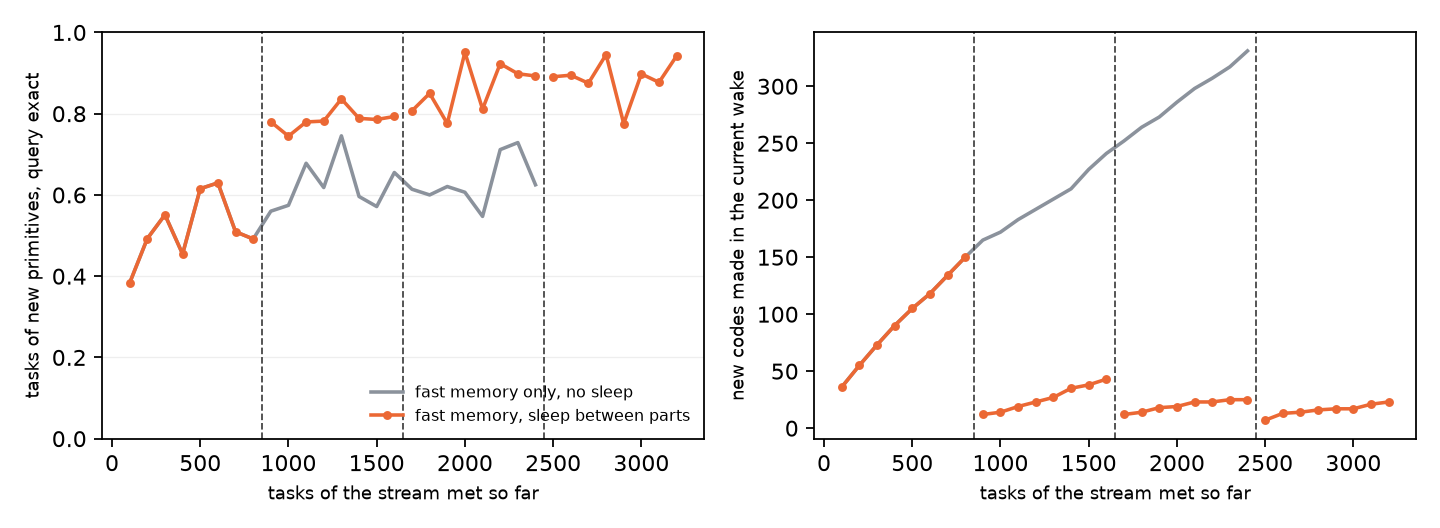 tasks of new primitives, query exact
1.0
0.8
0.6
0.4
0.2
0.0
fast memory only, no sleep
fast memory, sleep between parts
0 500 1000 1500 2000 2500 3000
tasks of the stream met so far
new codes made in the current wake
300
250
200
150
100
50
0
0 500 1000 1500 2000 2500 3000
tasks of the stream met so far